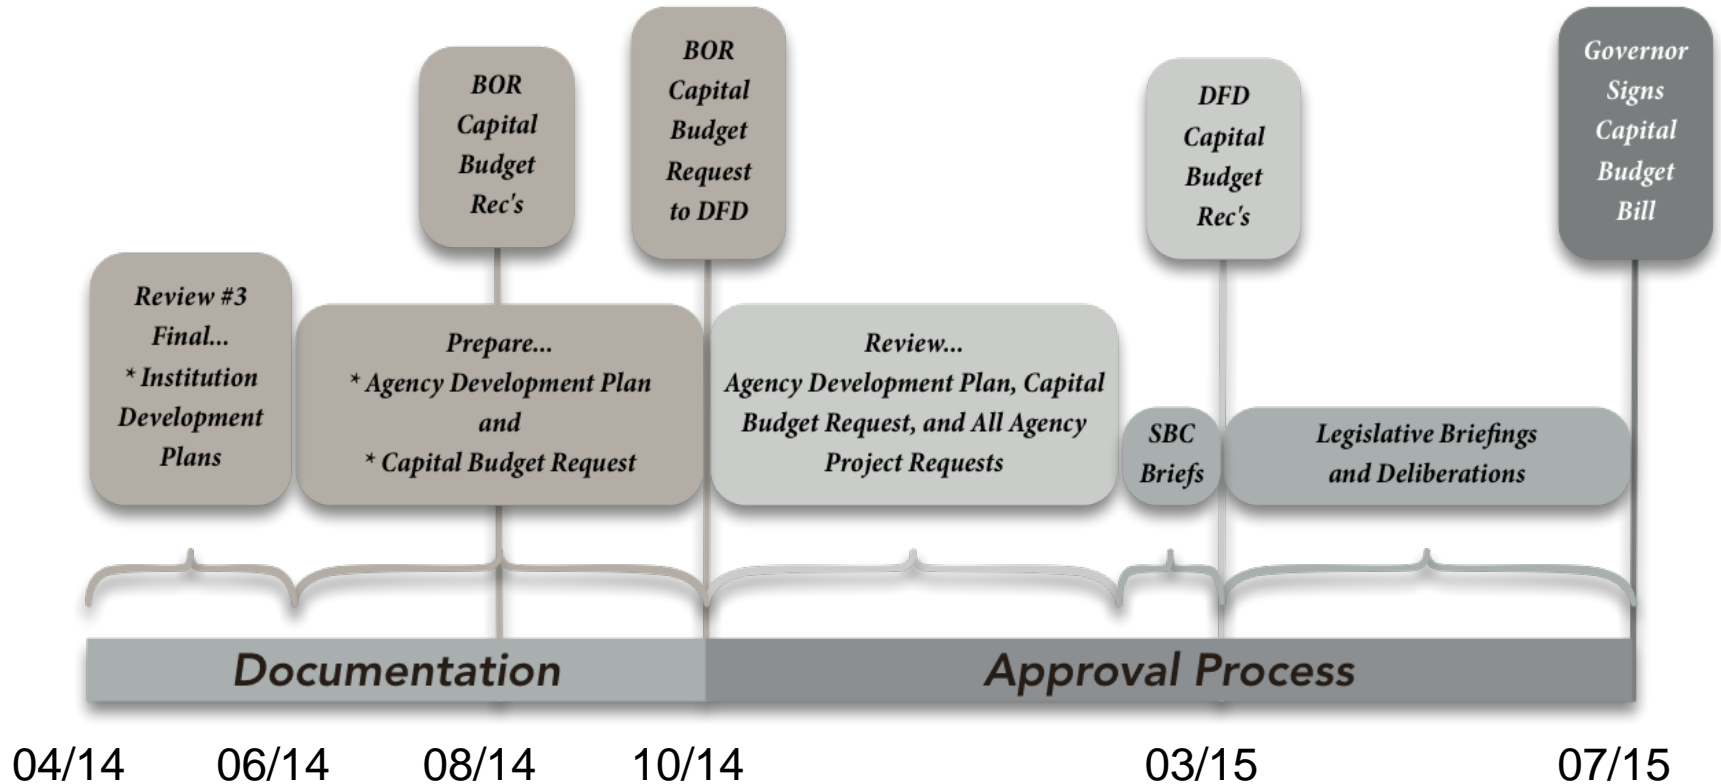 BOR
Capital
Budget
Rec's
BOR
Capital
Budget
Request
to DFD
DFD
Capital
Budget
Rec's
Governor
Signs
Capital
Budget
Bill
Review #3
Final...
* Institution
Development
Plans
Prepare...
* Agency Development Plan
and
* Capital Budget Request
Review...
Agency Development Plan, Capital
Budget Request, and All Agency
Project Requests
SBC
Briefs
Legislative Briefings
and Deliberations
Documentation
Approval Process
04/14
06/14
08/14
10/14
03/15
07/15